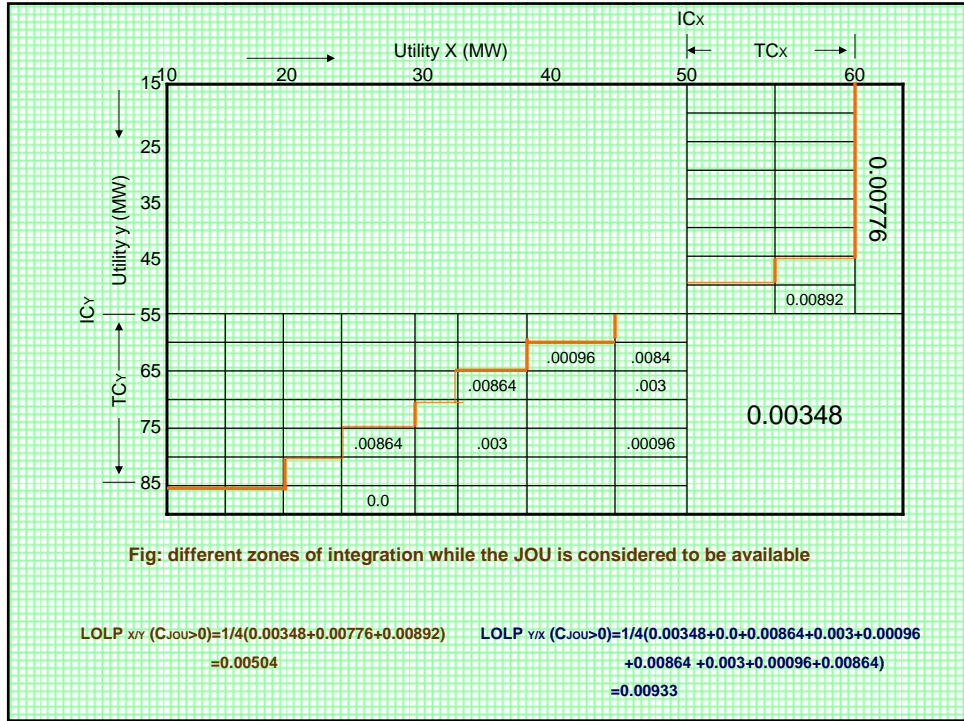 ICX
Utility X (MW)
TCX
10 20 30 40 50 60
15
25
35
45
55
65
75
85
Utility y (MW)
ICY
TCY
0.00776
0.00892
.00096 .0084
.00864 .003
0.00348
.00864 .003 .00096
0.0
Fig: different zones of integration while the JOU is considered to be available
LOLP X/Y (CJOU>0)=1/4(0.00348+0.00776+0.00892)
=0.00504
LOLP Y/X (CJOU>0)=1/4(0.00348+0.0+0.00864+0.003+0.00096
+0.00864 +0.003+0.00096+0.00864)
=0.00933